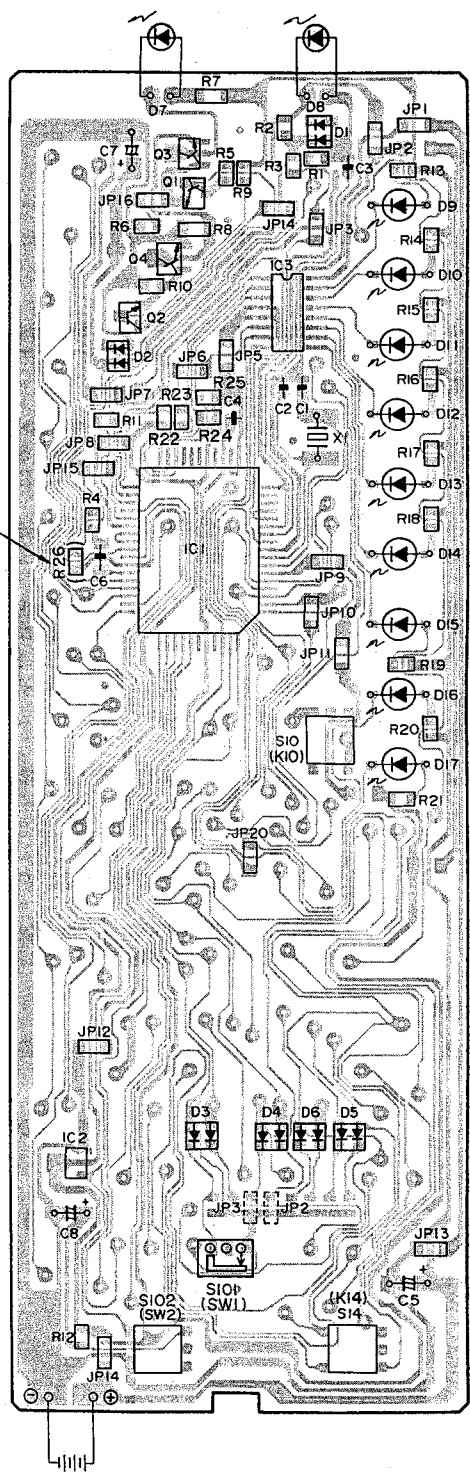 R7
D7
D8
R2
D1
JP1
C7
+
Q3
R5
R9
R3
R1
C3
JP2
R13
Q1
JP16
JP14
D9
R6
R8
JP3
R14
Q4
IC3
D10
R10
R15
Q2
D11
D2
JP6
JP5
R16
R25
JP7
R23
C4
C2
C1
D12
R11
R22
R24
X1
JP8
R17
JP15
D13
R4
R18
IC1
D14
R26
C6
JP9
JP10
D15
JP11
R19
D16
S10
(K10)
R20
D17
R21
JP20
JP12
D3
D4
D6
D5
IC2
JP3
JP2
+
C8
JP13
S101
(SW1)
+
C5
S102
(SW2)
(K14)
S14
R12
JP14
⊖
⊕